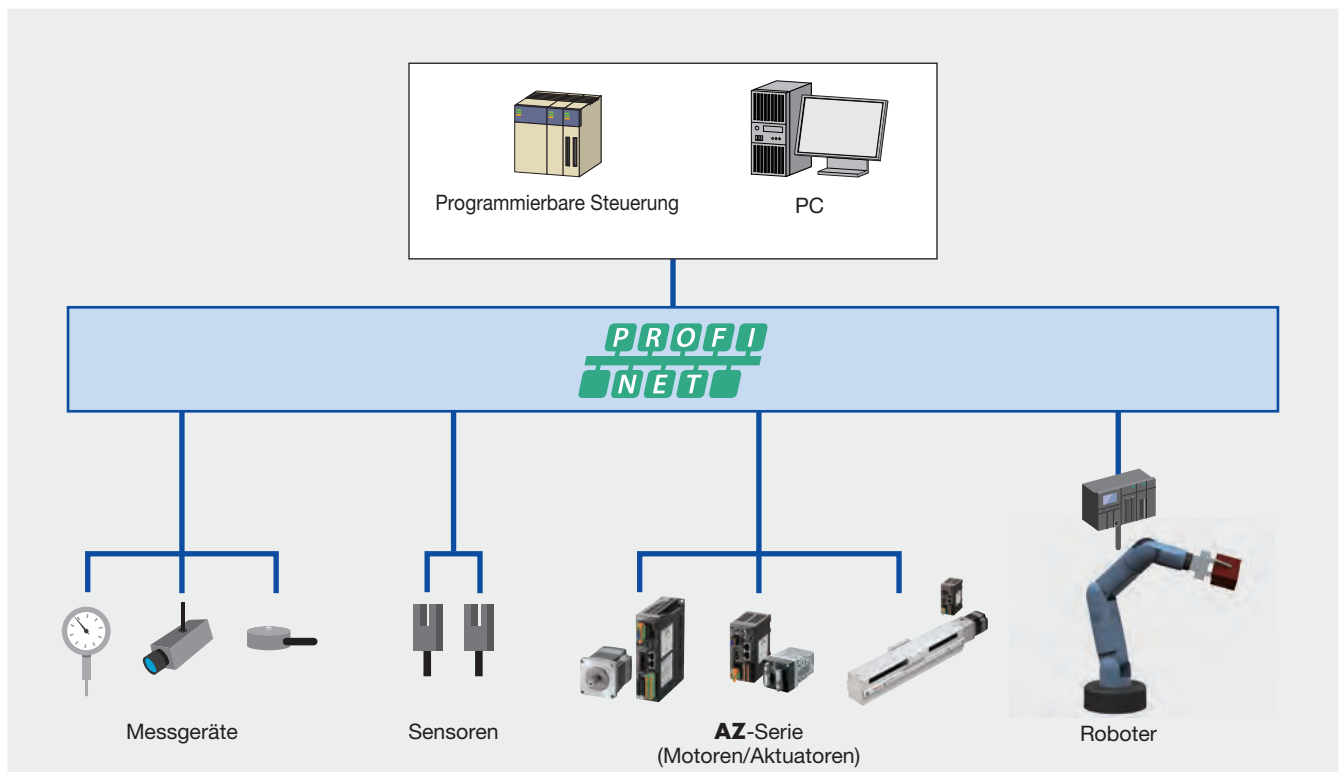 Programmierbare Steuerung
PC
PROFI
NET
Messgeräte
Sensoren
AZ-Serie
(Motoren/Aktuatoren)
Roboter